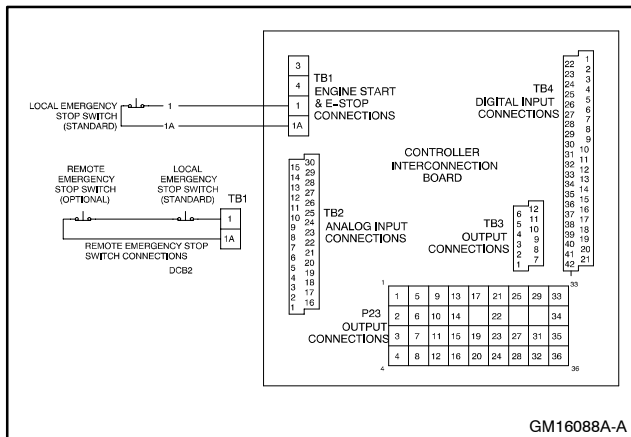 3
4
1
1A
TB1
ENGINE START
& E-STOP
CONNECTIONS
LOCAL EMERGENCY
STOP SWITCH
(STANDARD)
1
1A
REMOTE
EMERGENCY
STOP SWITCH
(OPTIONAL)
LOCAL
EMERGENCY
STOP SWITCH
(STANDARD)
TB1
1
1A
REMOTE EMERGENCY STOP
SWITCH CONNECTIONS
DCB2
15 30
14 29
13 28
12 27
11 26
10 25
9 24
8 23
7 22
6 21
5 20
4 19
3 18
2 17
1 16
TB2
ANALOG INPUT
CONNECTIONS
CONTROLLER
INTERCONNECTION
BOARD
TB4
DIGITAL INPUT
CONNECTIONS
22 1
23 2
24 3
25 4
26 5
27 6
28 7
29 8
30 9
31 10
32 11
33 12
34 13
35 14
36 15
37 16
38 17
39 18
40 19
41 20
42 21
TB3
OUTPUT
CONNECTIONS
6 12
5 11
4 10
3 9
2 8
1 7
P23
OUTPUT
CONNECTIONS
1 33
1 5 9 13 17 21 25 29 33
2 6 10 14 22 34
3 7 11 15 19 23 27 31 35
4 8 12 16 20 24 28 32 36
4 36
GM16088A-A